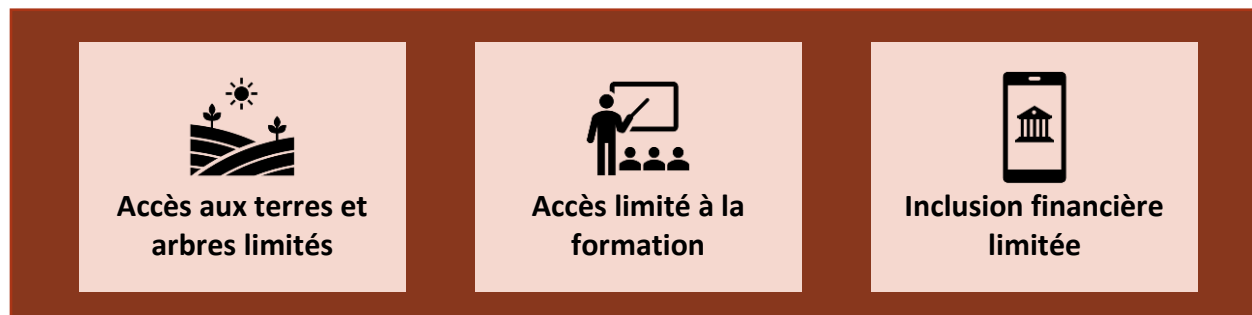 Accès aux terres et
arbres limités
Accès limité à la
formation
Inclusion financière
limitée